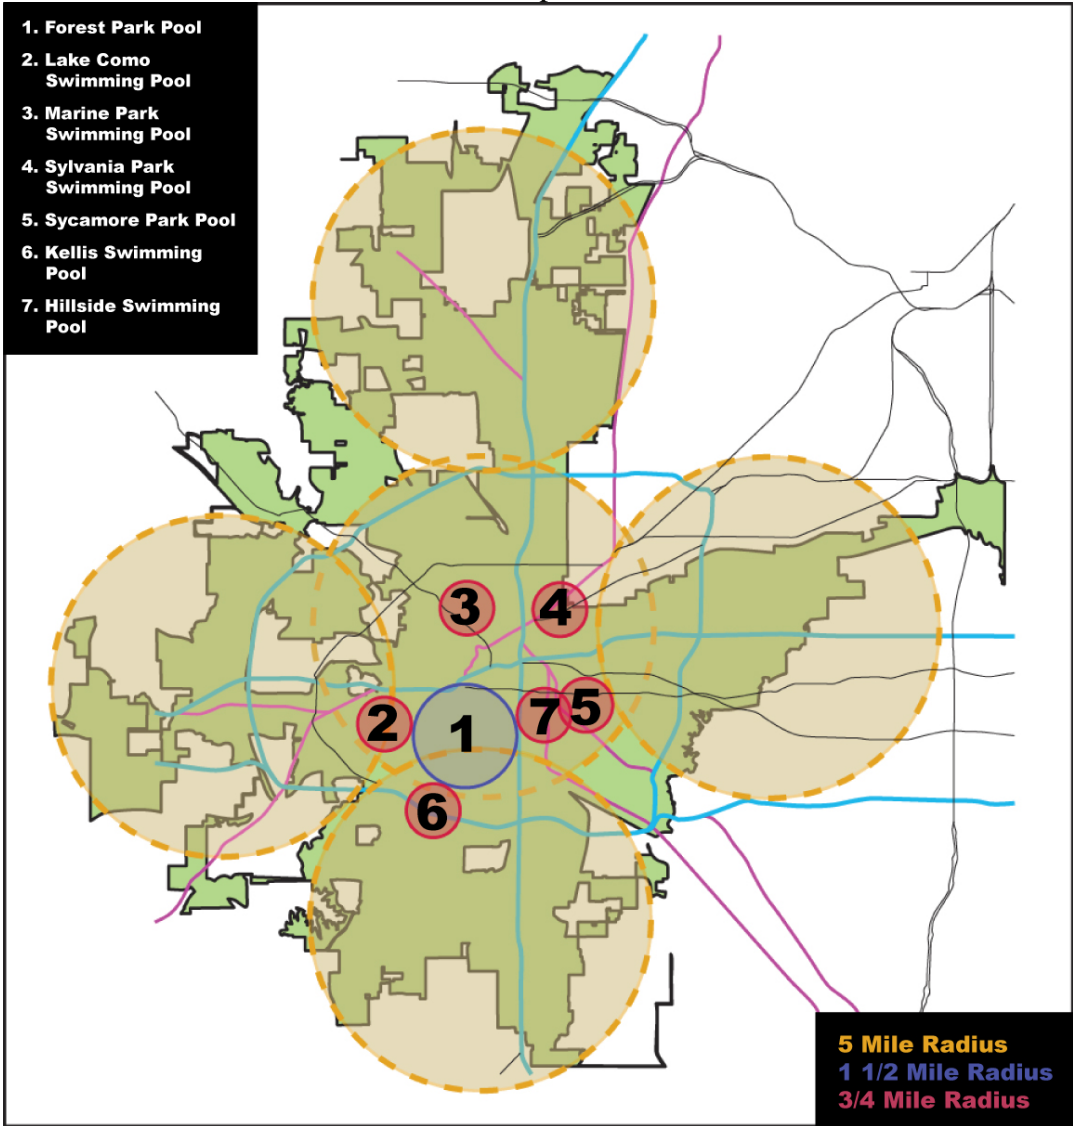 1. Forest Park Pool
2. Lake Como
Swimming Pool
3. Marine Park
Swimming Pool
4. Sylvania Park
Swimming Pool
5. Sycamore Park Pool
6. Kellis Swimming
Pool
7. Hillside Swimming
Pool
3
4
2
1
7
5
6
5 Mile Radius
1 1/2 Mile Radius
3/4 Mile Radius